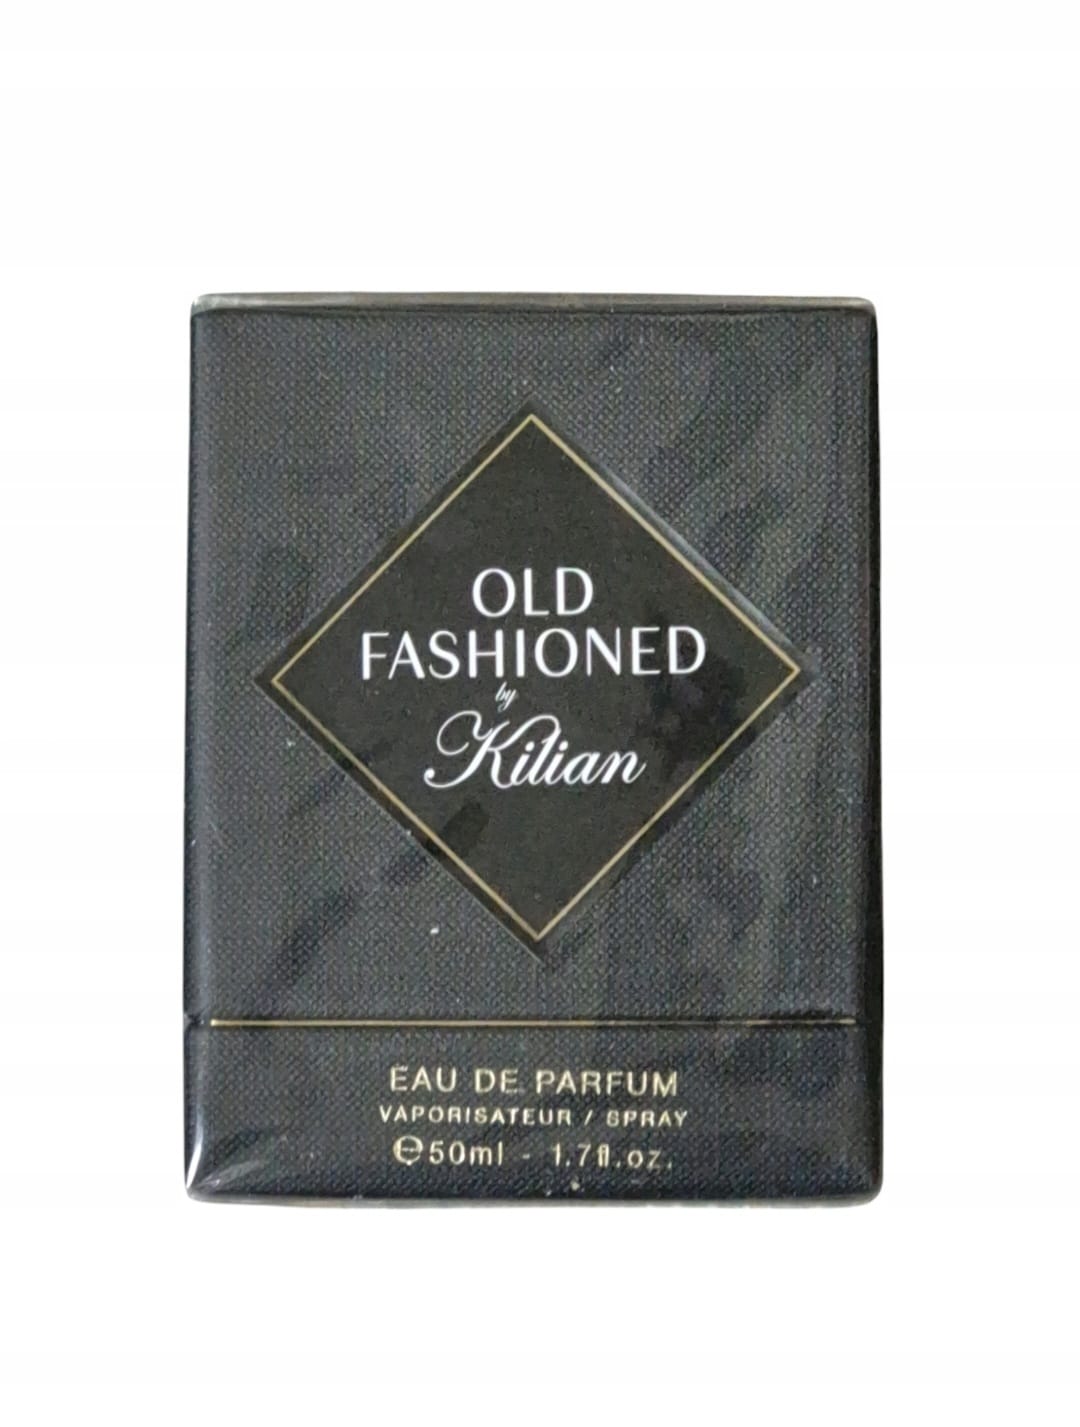 OLD
FASHIONED
by
Kilian
EAU DE PARFUM
VAPORISATEUR / SPRAY
℮50ml - 1.7fl.oz.